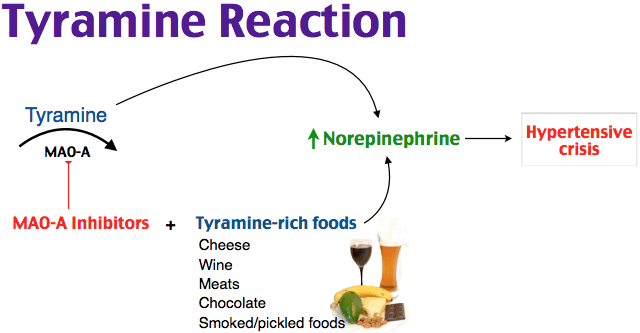 Tyramine Reaction
Tyramine
MAO-A
↑ Norepinephrine
Hypertensive
crisis
MAO-A Inhibitors + Tyramine-rich foods
Cheese
Wine
Meats
Chocolate
Smoked/pickled foods